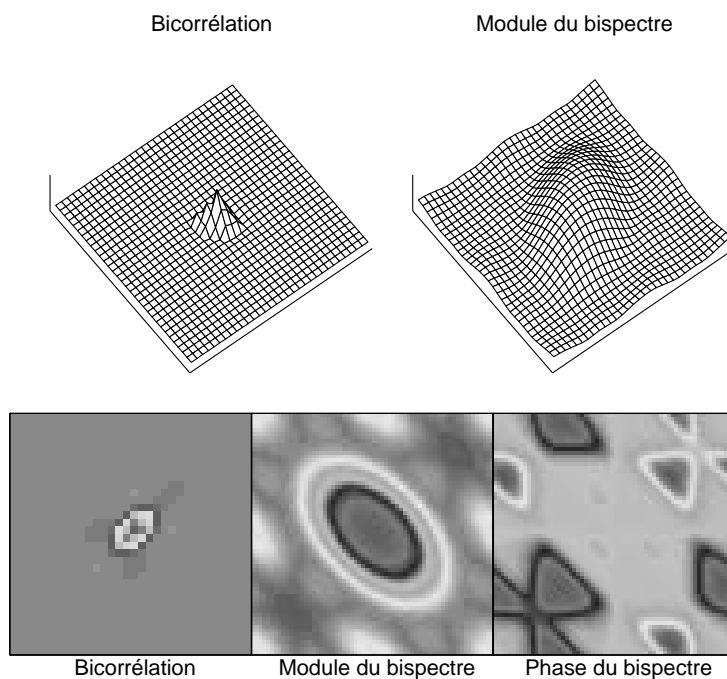 Bicorrélation
Module du bispectre
Bicorrélation
Module du bispectre
Phase du bispectre